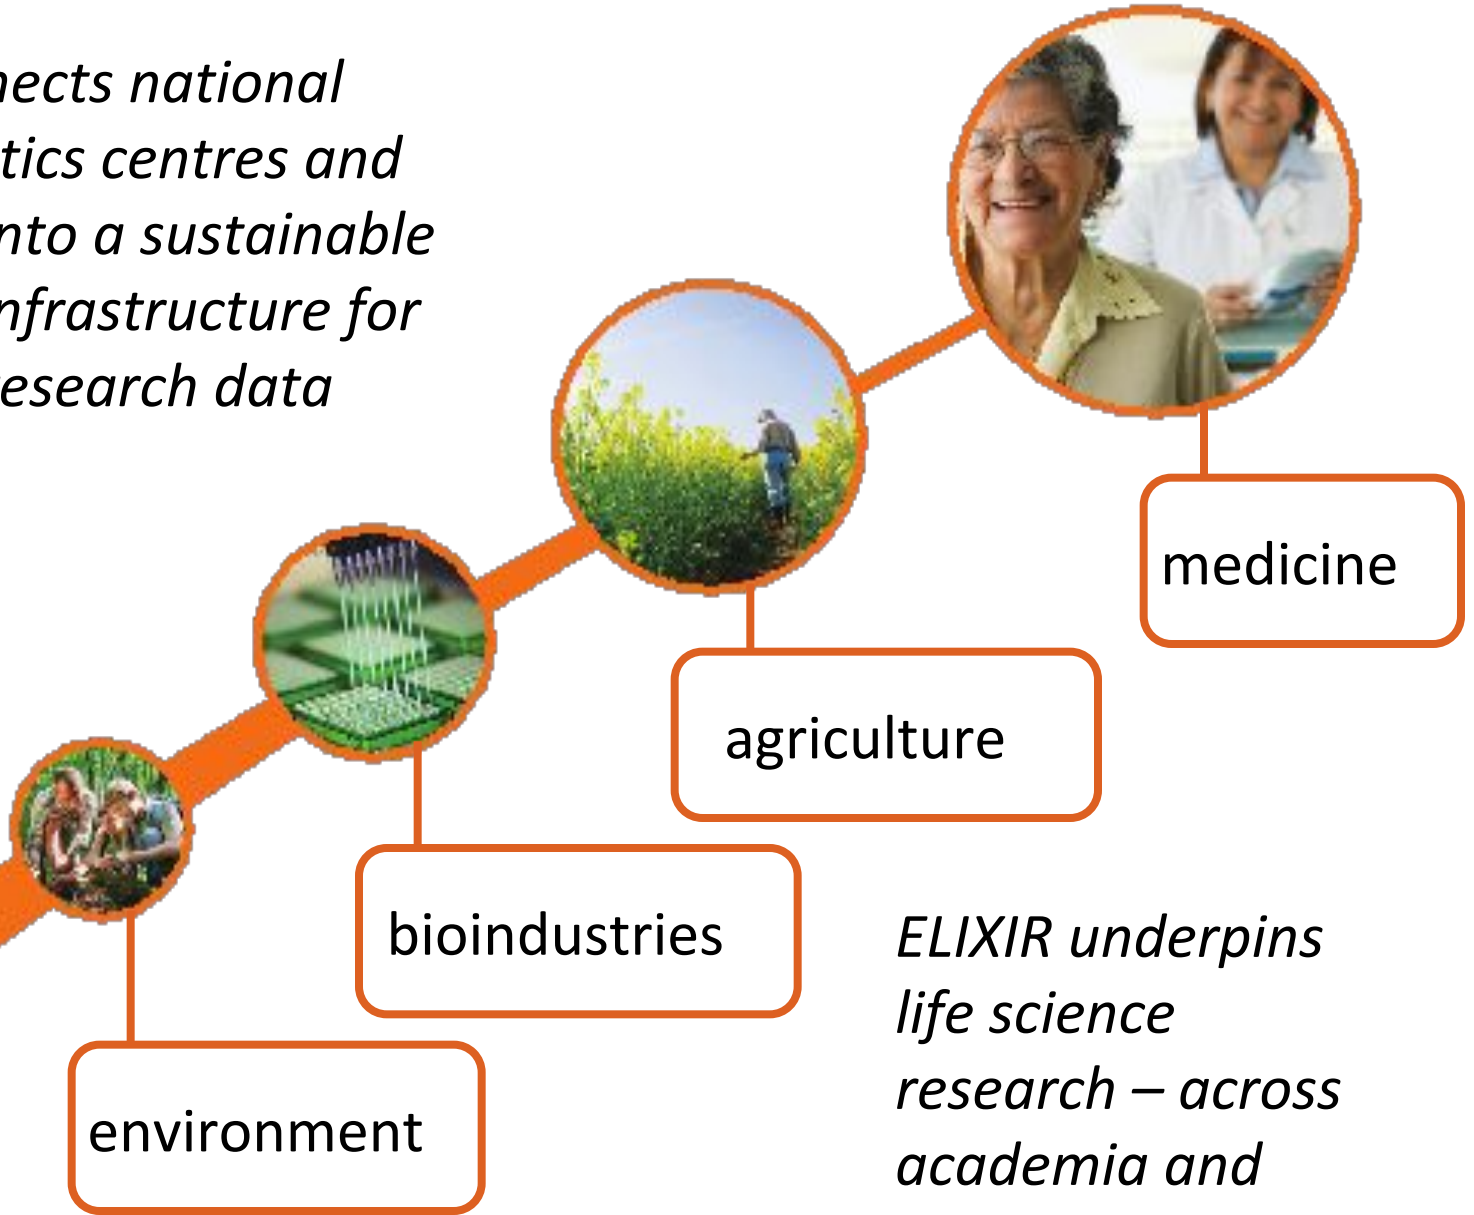 nects national
tics centres and
nto a sustainable
nfrastructure for
esearch data
medicine
agriculture
bioindustries
environment
ELIXIR underpins
life science
research – across
academia and